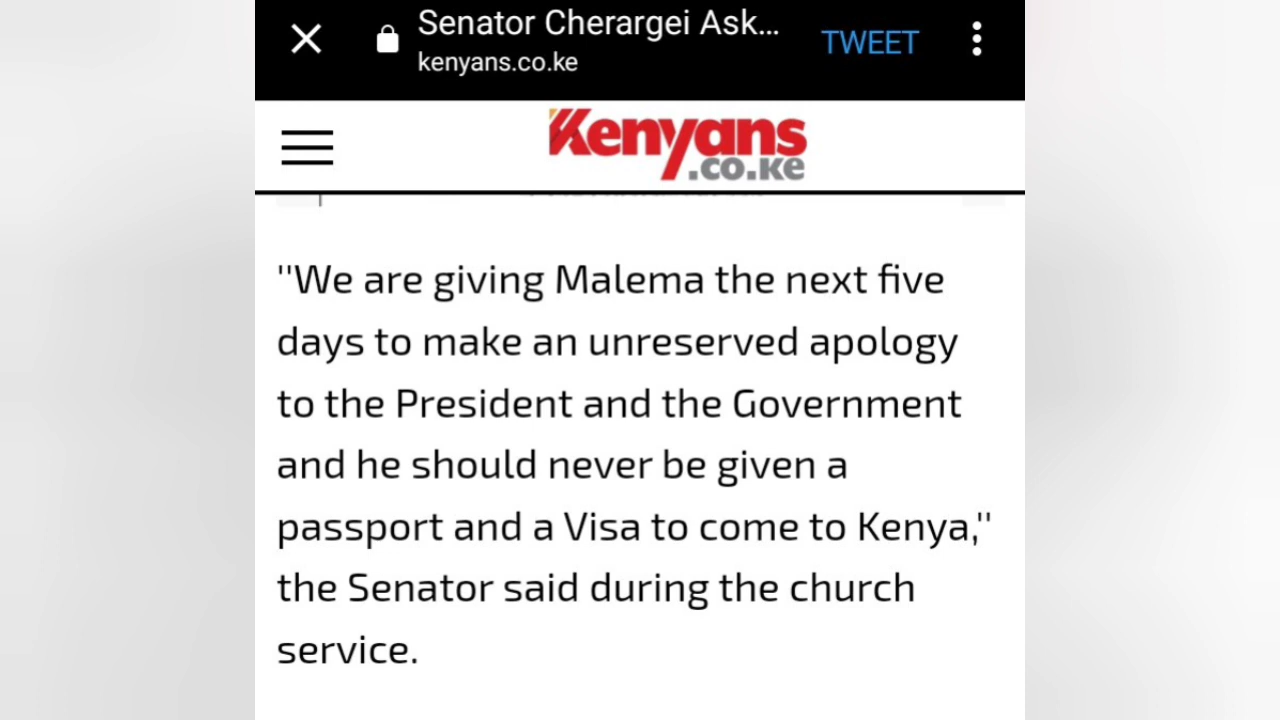 Senator Cherargei Ask...
kenyans.co.ke
TWEET
Kenyans
.co.ke
"We are giving Malema the next five
days to make an unreserved apology
to the President and the Government
and he should never be given a
passport and a Visa to come to Kenya,"
the Senator said during the church
service.